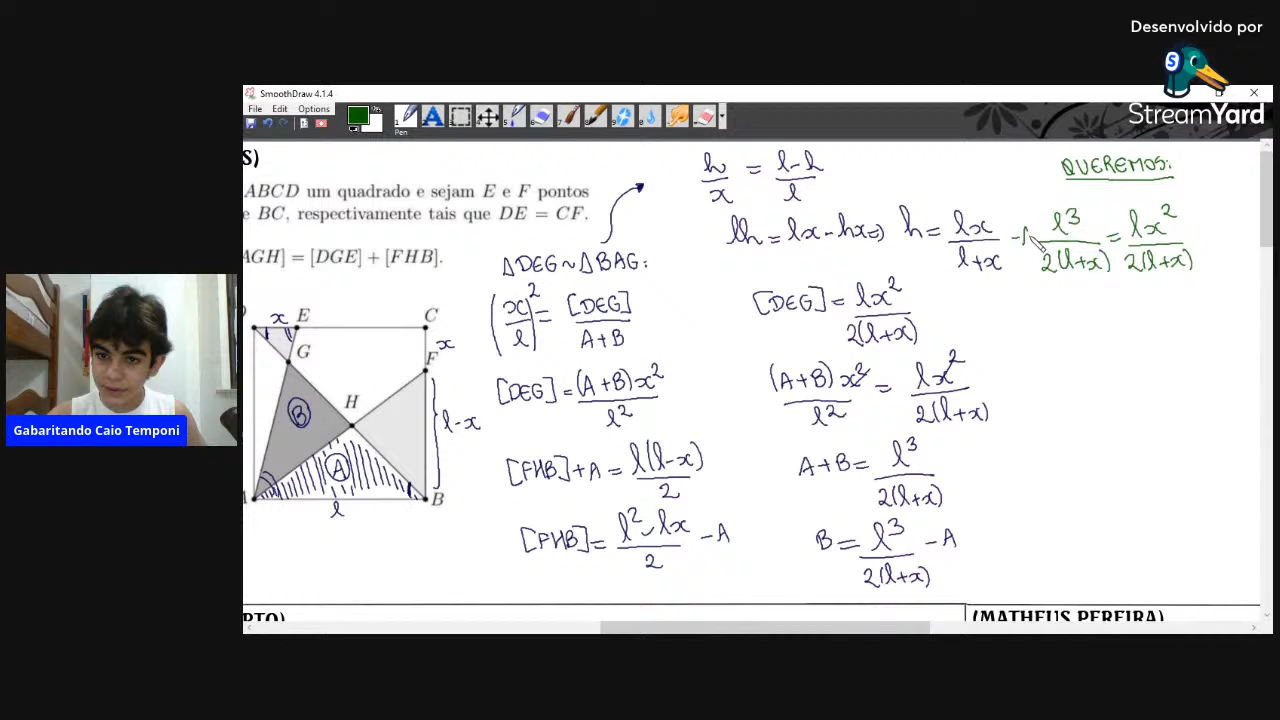 Desenvolvido por
S
StreamYard
SmoothDraw 4.1.4
File Edit Options
Pen
S)
ABCD um quadrado e sejam E e F pontos
e BC, respectivamente tais que DE = CF.
AGH] = [DGE] + [FHB].
x E C
G F x
H
B
A
l-x
B
l
ΔDEG~ΔBAG:
(x/l)² = [DEG]/A+B
[DEG] = (A+B)x²/l²
[FHB] + A = l(l-x)/2
[FHB] = l²-lx/2 - A
h/x = l-h/l
lh = lx - hx => h = lx/l+x
[DEG] = lx²/2(l+x)
(A+B)x²/l² = lx²/2(l+x)
A+B = l³/2(l+x)
B = l³/2(l+x) - A
QUEREMOS:
l³/2(l+x) = lx²/2(l+x)
(MATHEUS PEREIRA)
Gabaritando Caio Temponi